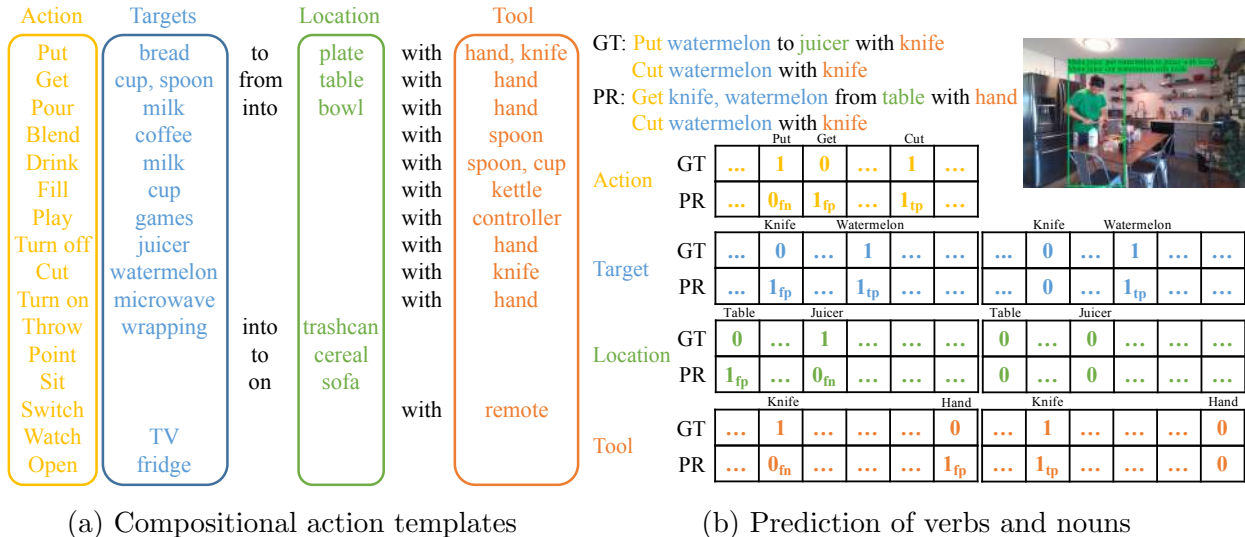 Action Targets Location Tool
Put bread to plate with hand, knife
Get cup, spoon from table with hand
Pour milk into bowl with hand
Blend coffee with spoon
Drink milk with spoon, cup
Fill cup with kettle
Play games with controller
Turn off juicer with hand
Cut watermelon with knife
Turn on microwave with hand
Throw wrapping into trashcan
Point to cereal
Sit on sofa
Switch with remote
Watch TV
Open fridge
(a) Compositional action templates
GT: Put watermelon to juicer with knife
Cut watermelon with knife
PR: Get knife, watermelon from table with hand
Cut watermelon with knife
Put Get Cut
Action
GT ... 1 0 ... 1 ...
PR ... 0fn 1fp ... 1tp ...
Knife Watermelon Knife Watermelon
Target
GT ... 0 ... 1 ... ... ... 0 ... 1 ... ...
PR ... 1fp ... 1tp ... ... ... 0 ... 1tp ... ...
Table Juicer Table Juicer
Location
GT 0 ... 1 ... ... ... 0 ... 0 ... ... ...
PR 1fp ... 0fn ... ... ... 0 ... 0 ... ... ...
Knife Hand Knife Hand
Tool
GT ... 1 ... ... ... 0 ... 1 ... ... ... 0
PR ... 0fn ... ... ... 1fp ... 1tp ... ... ... 0
(b) Prediction of verbs and nouns